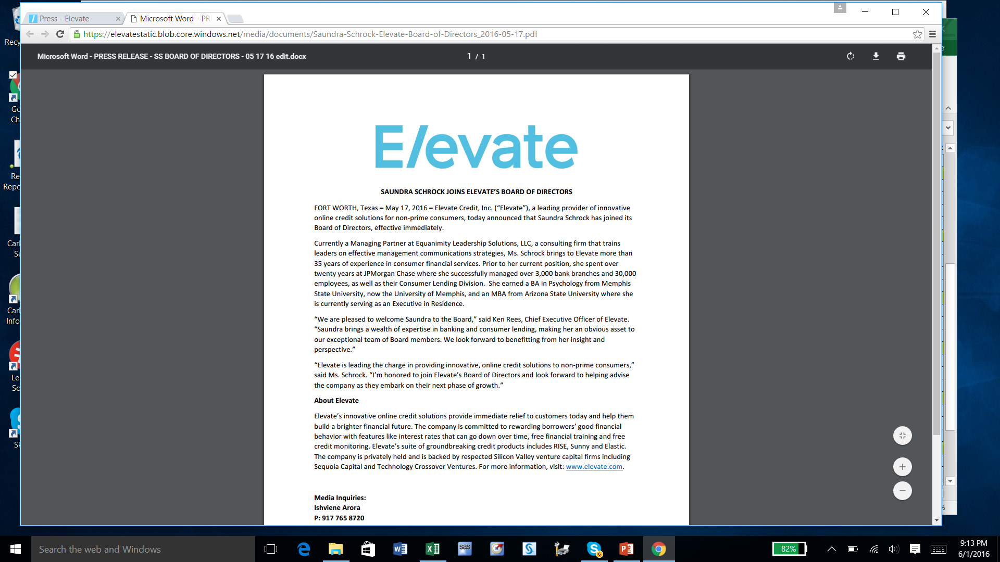 Press - Elevate
Microsoft Word - PR
https://elevatestatic.blob.core.windows.net/media/documents/Saundra-Schrock-Elevate-Board-of-Directors_2016-05-17.pdf
Microsoft Word - PRESS RELEASE - SS BOARD OF DIRECTORS - 05 17 16 edit.docx
1 / 1
Elevate
SAUNDRA SCHROCK JOINS ELEVATE’S BOARD OF DIRECTORS
FORT WORTH, Texas – May 17, 2016 – Elevate Credit, Inc. (“Elevate”), a leading provider of innovative
online credit solutions for non-prime consumers, today announced that Saundra Schrock has joined its
Board of Directors, effective immediately.
Currently a Managing Partner at Equanimity Leadership Solutions, LLC, a consulting firm that trains
leaders on effective management communications strategies, Ms. Schrock brings to Elevate more than
35 years of experience in consumer financial services. Prior to her current position, she spent over
twenty years at JPMorgan Chase where she successfully managed over 3,000 bank branches and 30,000
employees, as well as their Consumer Lending Division.  She earned a BA in Psychology from Memphis
State University, now the University of Memphis, and an MBA from Arizona State University where she
is currently serving as an Executive in Residence.
“We are pleased to welcome Saundra to the Board,” said Ken Rees, Chief Executive Officer of Elevate.
“Saundra brings a wealth of expertise in banking and consumer lending, making her an obvious asset to
our exceptional team of Board members. We look forward to benefitting from her insight and
perspective.”
“Elevate is leading the charge in providing innovative, online credit solutions to non-prime consumers,”
said Ms. Schrock. “I’m honored to join Elevate’s Board of Directors and look forward to helping advise
the company as they embark on their next phase of growth.”
About Elevate
Elevate’s innovative online credit solutions provide immediate relief to customers today and help them
build a brighter financial future. The company is committed to rewarding borrowers’ good financial
behavior with features like interest rates that can go down over time, free financial training and free
credit monitoring. Elevate’s suite of groundbreaking credit products includes RISE, Sunny and Elastic.
The company is privately held and is backed by respected Silicon Valley venture capital firms including
Sequoia Capital and Technology Crossover Ventures. For more information, visit: www.elevate.com.
Media Inquiries:
Ishviene Arora
P: 917 765 8720
Recy
Go
Ch
Re
Repo
Carl
Se
Carl
Info
Le
Sc
Sk
Search the web and Windows
sas
6
82%
9:13 PM
6/1/2016